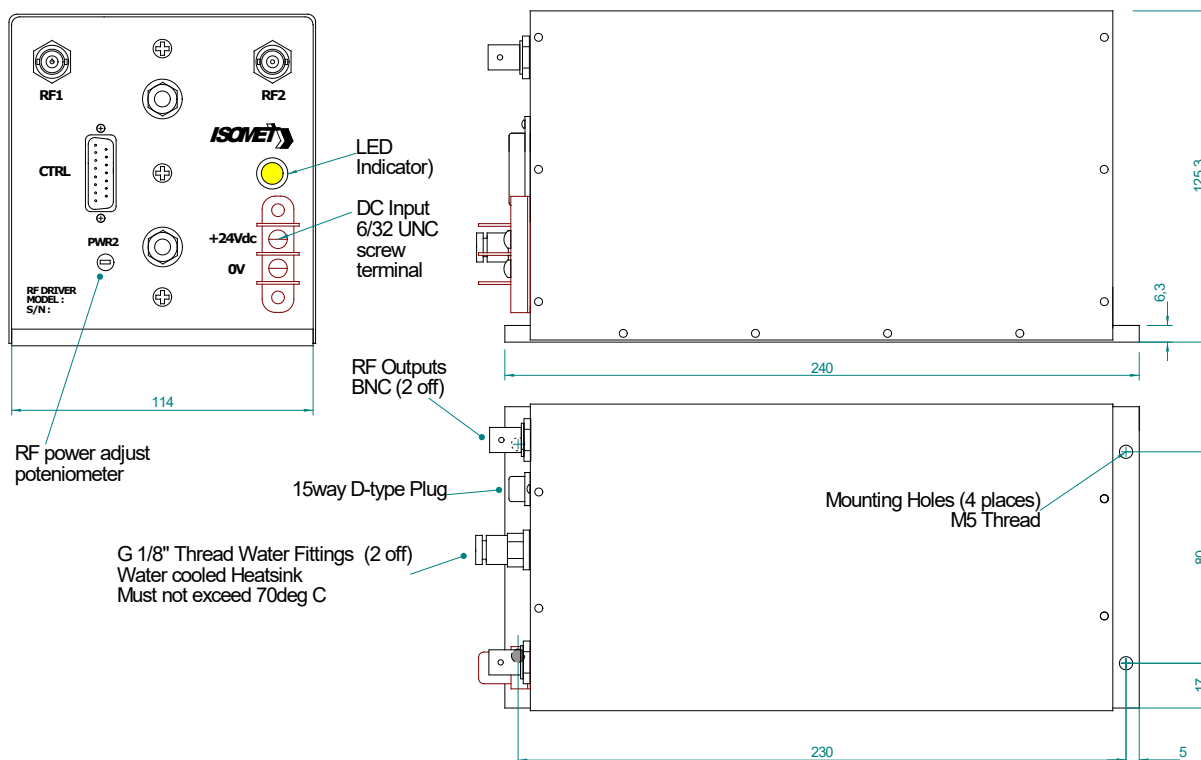 RF1
RF2
ISOMET
CTRL
PWR2
+24Vdc
0V
RF DRIVER
MODEL :
S/N :
LED
Indicator)
DC Input
6/32 UNC
screw
terminal
114
RF power adjust
poteniometer
125,3
6,3
240
RF Outputs
BNC (2 off)
15way D-type Plug
G 1/8" Thread Water Fittings (2 off)
Water cooled Heatsink
Must not exceed 70deg C
Mounting Holes (4 places)
M5 Thread
80
17
230
5